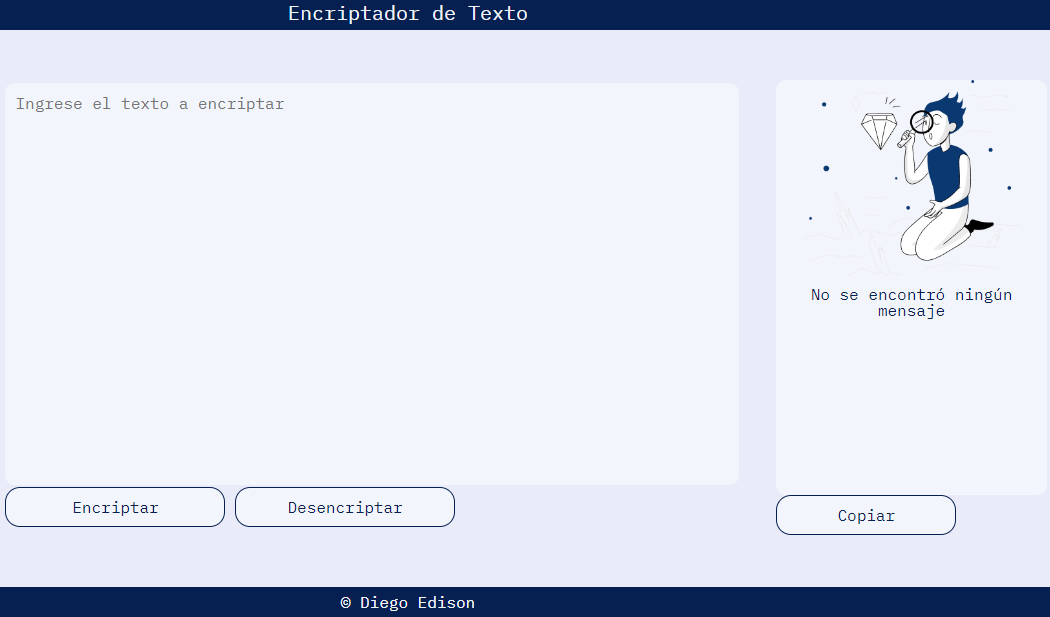 Encriptador de Texto
Ingrese el texto a encriptar
No se encontró ningún
mensaje
Encriptar
Desencriptar
Copiar
© Diego Edison